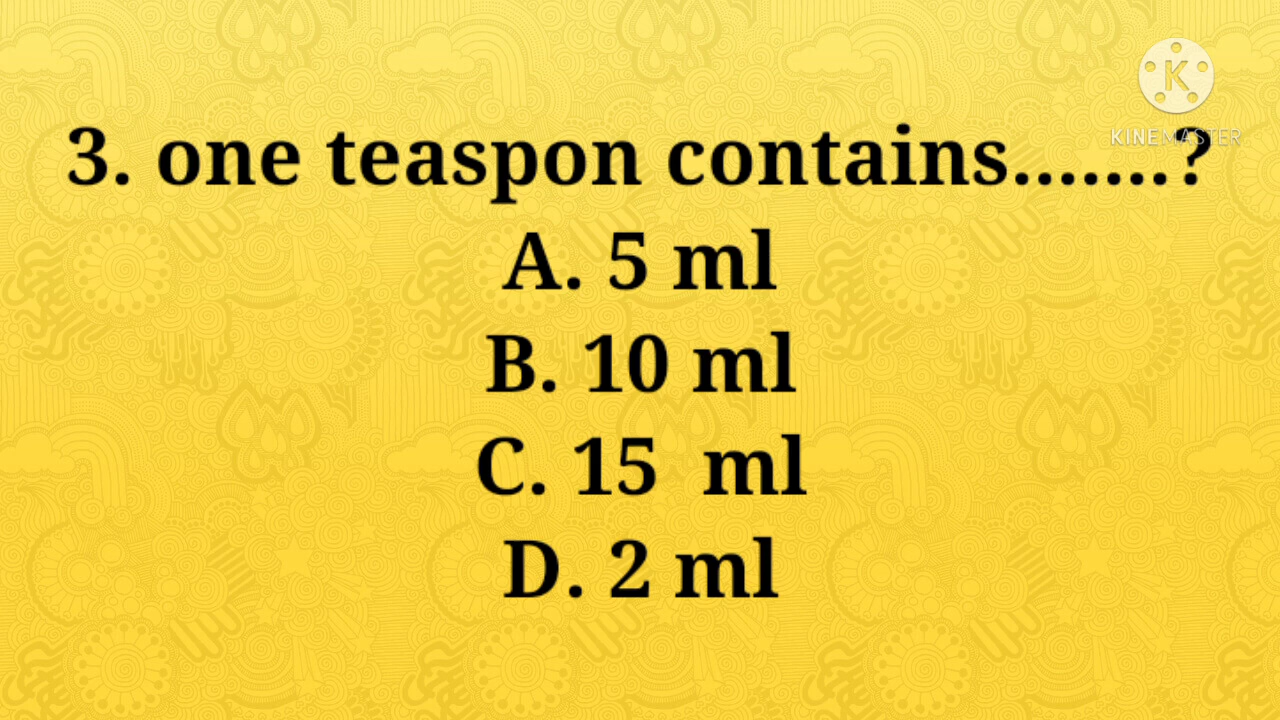 KINEMASTER
3. one teaspon contains.......?
A. 5 ml
B. 10 ml
C. 15 ml
D. 2 ml